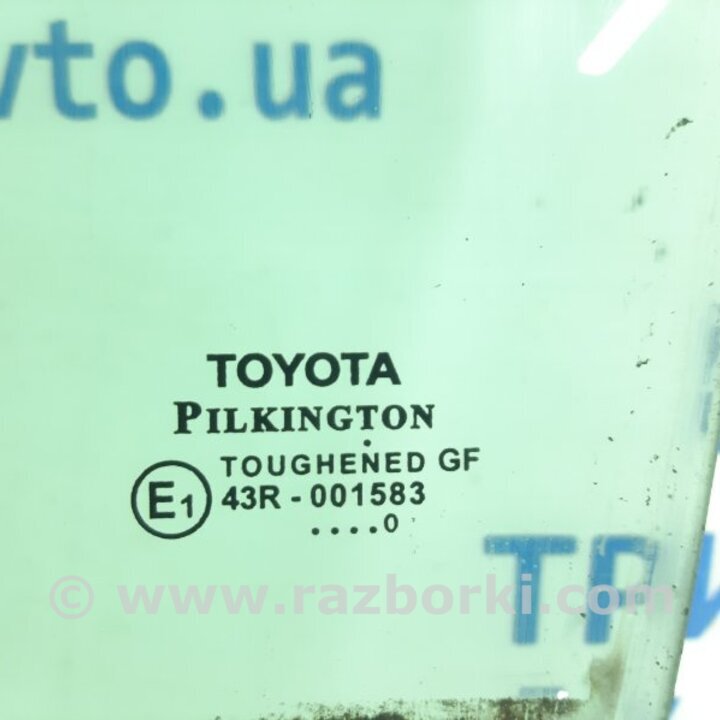 vto.ua
TOYOTA
PILKINGTON
TOUGHENED GF
E1 43R - 001583
....0
© www.razborki.com